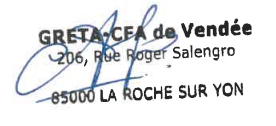 GRETA-CFA de Vendée
206, Rue Roger Salengro
85000 LA ROCHE SUR YON